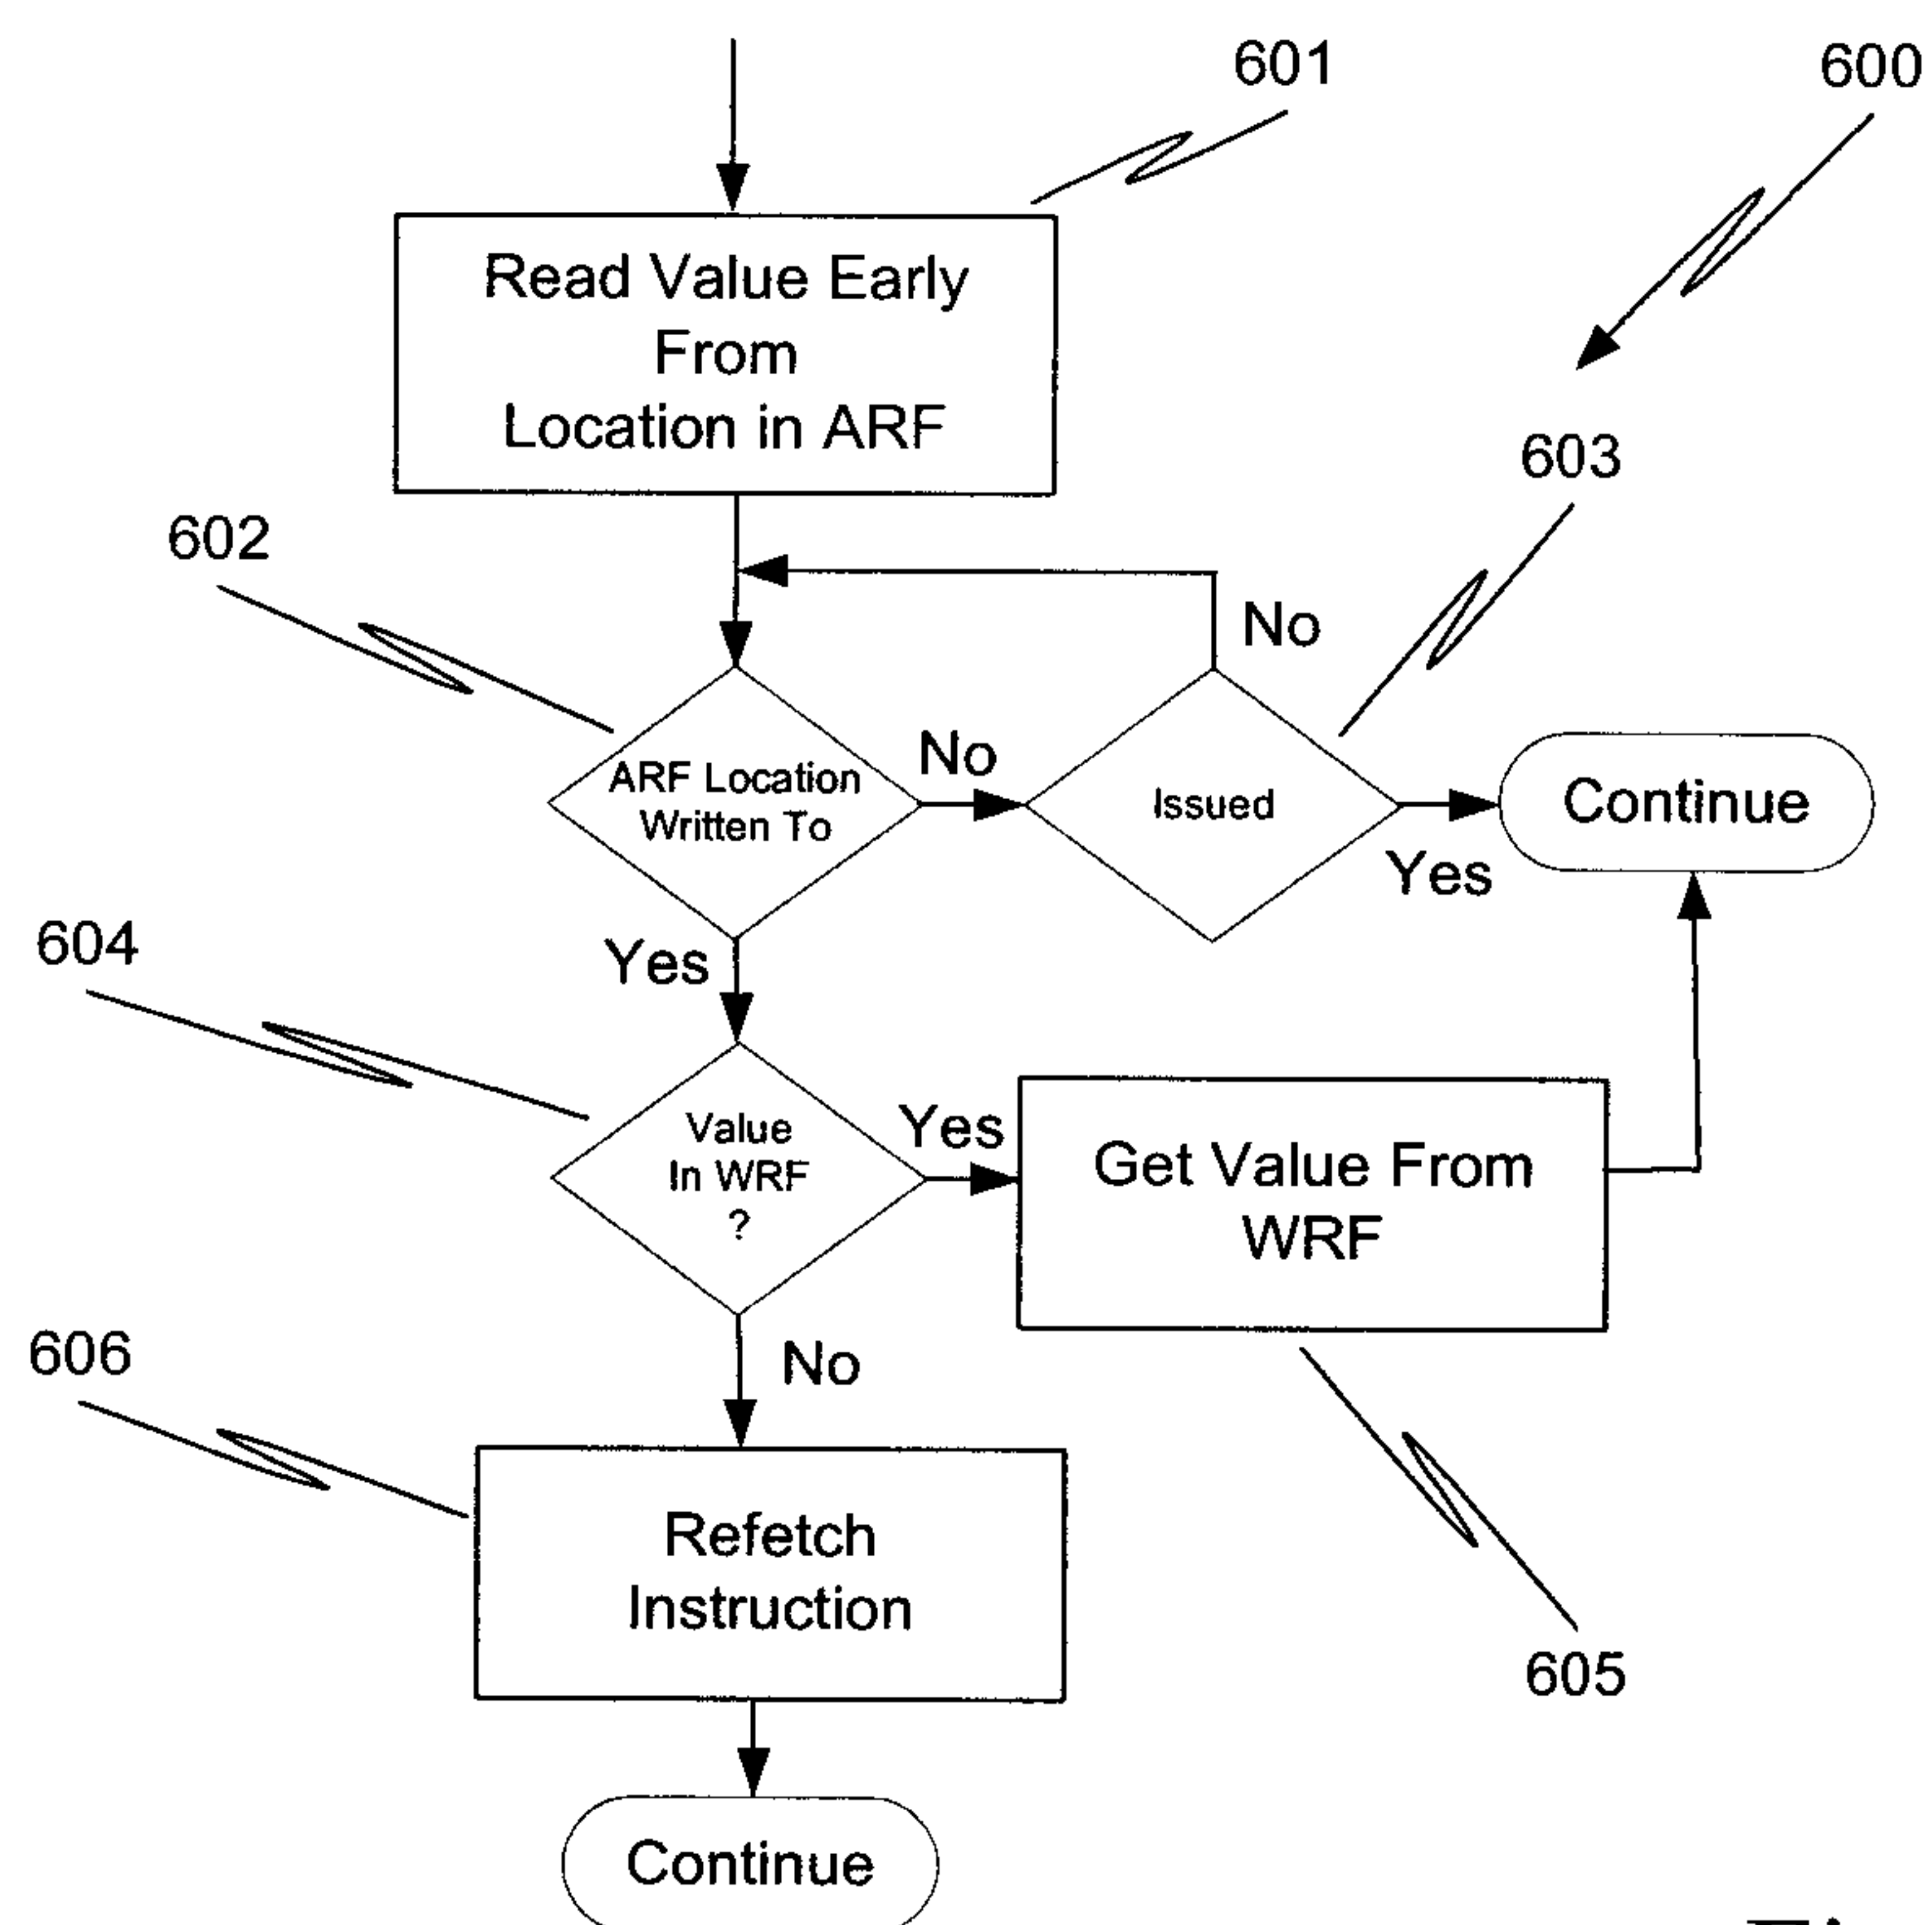 601
600
Read Value Early
From
Location in ARF
603
602
No
ARF Location
Written To
No
Issued
Yes
Continue
Yes
604
Value
In WRF
?
Yes
Get Value From
WRF
606
No
Refetch
Instruction
605
Continue